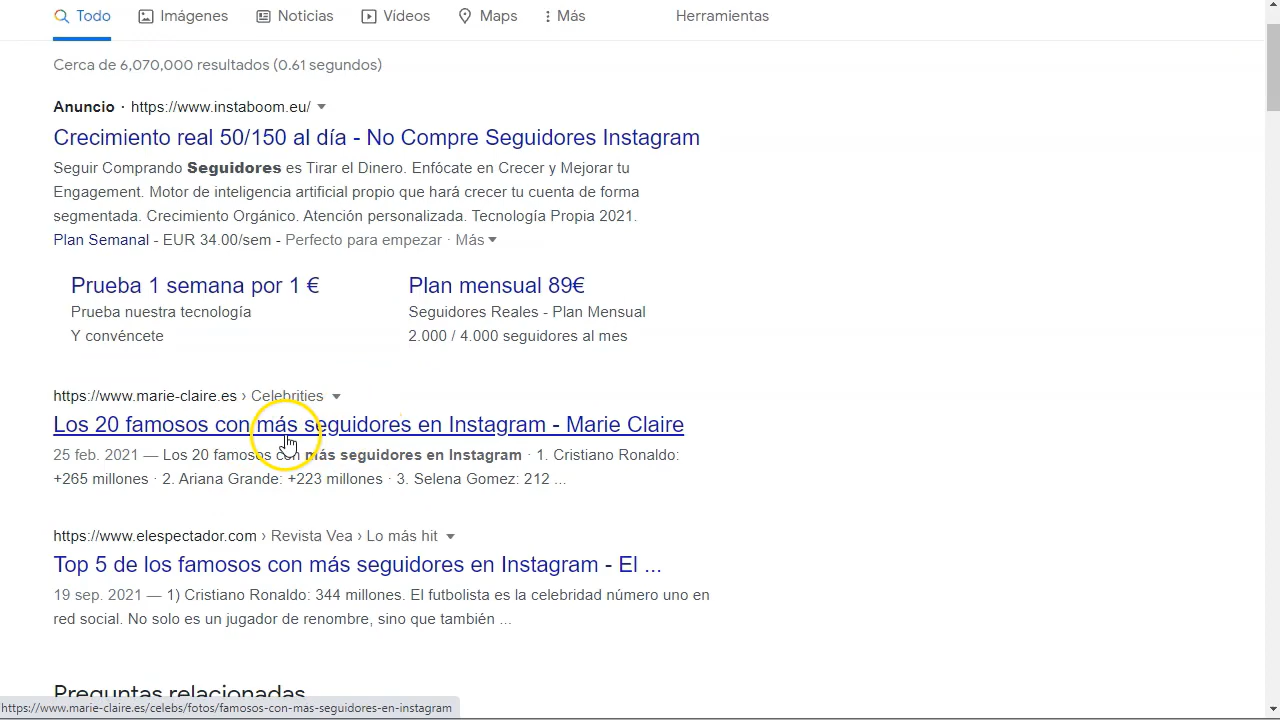 Todo Imágenes Noticias Vídeos Maps Más Herramientas
Cerca de 6,070,000 resultados (0.61 segundos)
Anuncio · https://www.instaboom.eu/
Crecimiento real 50/150 al día - No Compre Seguidores Instagram
Seguir Comprando Seguidores es Tirar el Dinero. Enfócate en Crecer y Mejorar tu
Engagement. Motor de inteligencia artificial propio que hará crecer tu cuenta de forma
segmentada. Crecimiento Orgánico. Atención personalizada. Tecnología Propia 2021.
Plan Semanal - EUR 34.00/sem - Perfecto para empezar · Más
Prueba 1 semana por 1 €
Prueba nuestra tecnología
Y convéncete
Plan mensual 89€
Seguidores Reales - Plan Mensual
2.000 / 4.000 seguidores al mes
https://www.marie-claire.es › Celebrities
Los 20 famosos con más seguidores en Instagram - Marie Claire
25 feb. 2021 — Los 20 famosos con más seguidores en Instagram · 1. Cristiano Ronaldo:
+265 millones · 2. Ariana Grande: +223 millones · 3. Selena Gomez: 212 ...
https://www.elespectador.com › Revista Vea › Lo más hit
Top 5 de los famosos con más seguidores en Instagram - El ...
19 sep. 2021 — 1) Cristiano Ronaldo: 344 millones. El futbolista es la celebridad número uno en
red social. No solo es un jugador de renombre, sino que también ...
Preguntas relacionadas
https://www.marie-claire.es/celebs/fotos/famosos-con-mas-seguidores-en-instagram